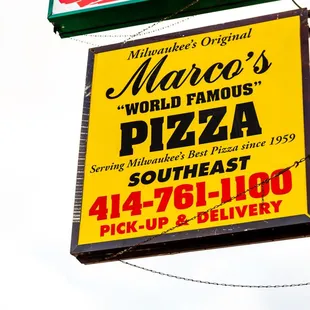 Milwaukee's Original
Marco's
"WORLD FAMOUS"
PIZZA
Serving Milwaukee's Best Pizza since 1959
SOUTHEAST
414-761-1100
PICK-UP & DELIVERY